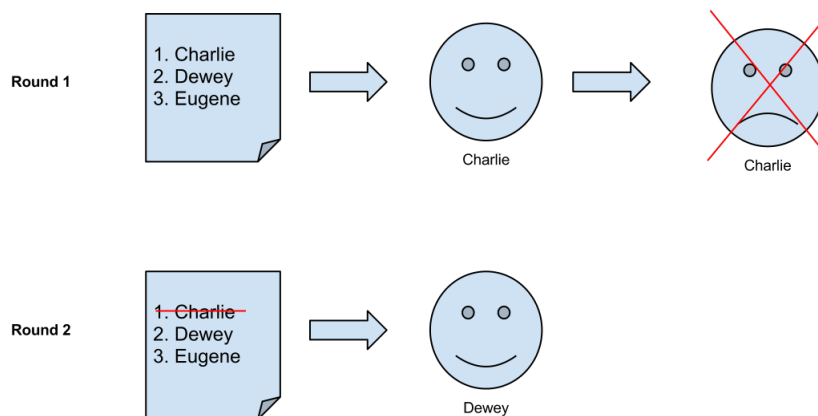 Round 1
1. Charlie
2. Dewey
3. Eugene
Charlie
Charlie
Round 2
1. Charlie
2. Dewey
3. Eugene
Dewey